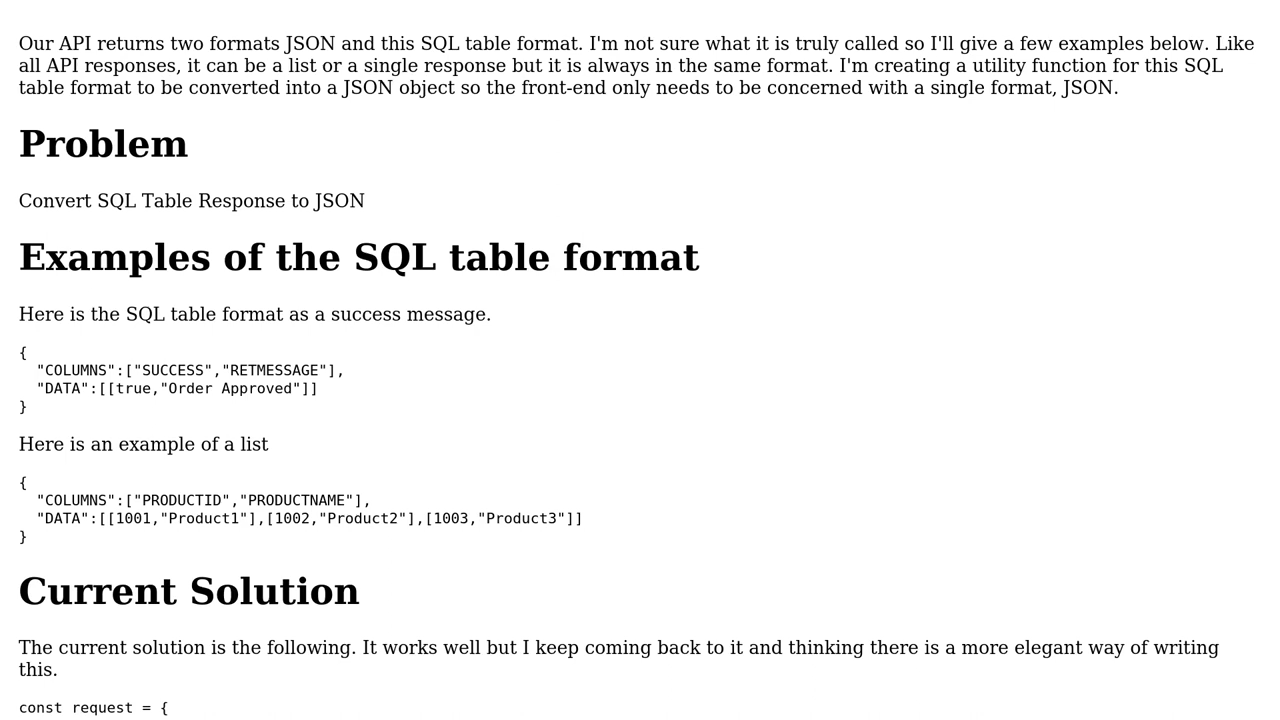 Our API returns two formats JSON and this SQL table format. I'm not sure what it is truly called so I'll give a few examples below. Like
all API responses, it can be a list or a single response but it is always in the same format. I'm creating a utility function for this SQL
table format to be converted into a JSON object so the front-end only needs to be concerned with a single format, JSON.
Problem
Convert SQL Table Response to JSON
Examples of the SQL table format
Here is the SQL table format as a success message.
{
  "COLUMNS":["SUCCESS","RETMESSAGE"],
  "DATA":[[true,"Order Approved"]]
}
Here is an example of a list
{
  "COLUMNS":["PRODUCTID","PRODUCTNAME"],
  "DATA":[[1001,"Product1"],[1002,"Product2"],[1003,"Product3"]]
}
Current Solution
The current solution is the following. It works well but I keep coming back to it and thinking there is a more elegant way of writing
this.
const request = {